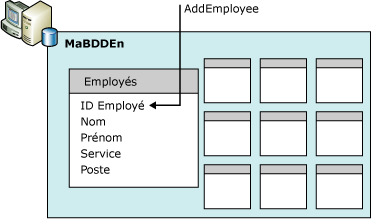 AddEmployee
MaBDDEn
Employés
ID Employé
Nom
Prénom
Service
Poste